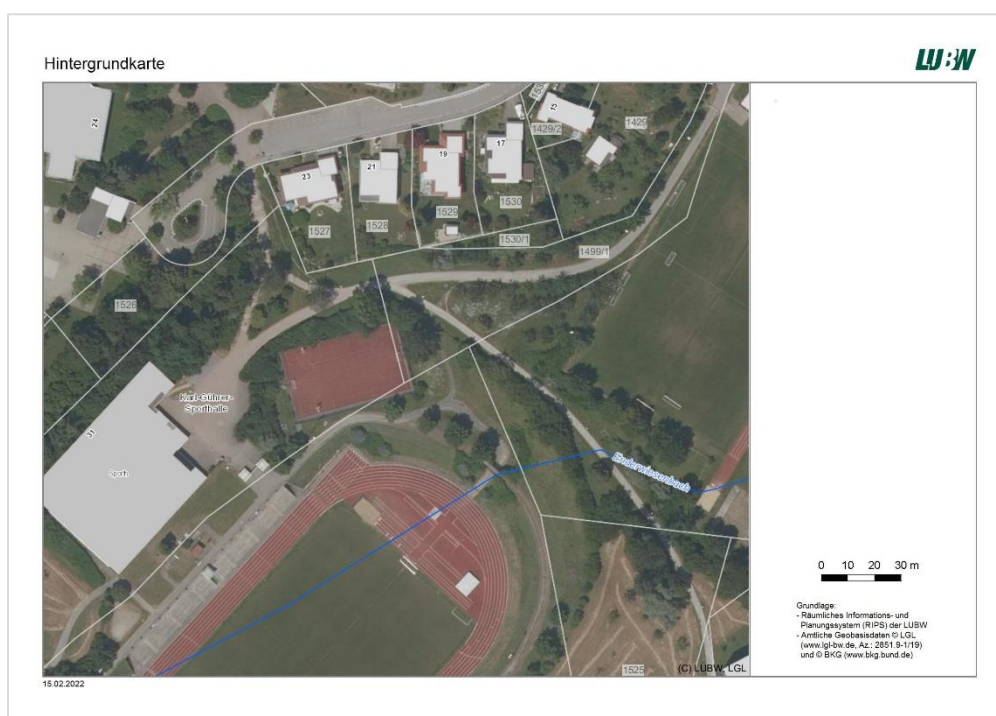 Hintergrundkarte
LUBW
24
15
1429/2
1429
17
19
21
23
1530
1529
1528
1527
1530/1
1499/1
1526
Karl-Gührer-
Sporthalle
31
Sporth
Enderwiesenbach
0 10 20 30 m
Grundlage:
- Räumliches Informations- und
Planungssystem (RIPS) der LUBW
- Amtliche Geobasisdaten © LGL
(www.lgl-bw.de, Az.: 2851.9-1/19)
und © BKG (www.bkg.bund.de)
1525
(C) LUBW, LGL
15.02.2022